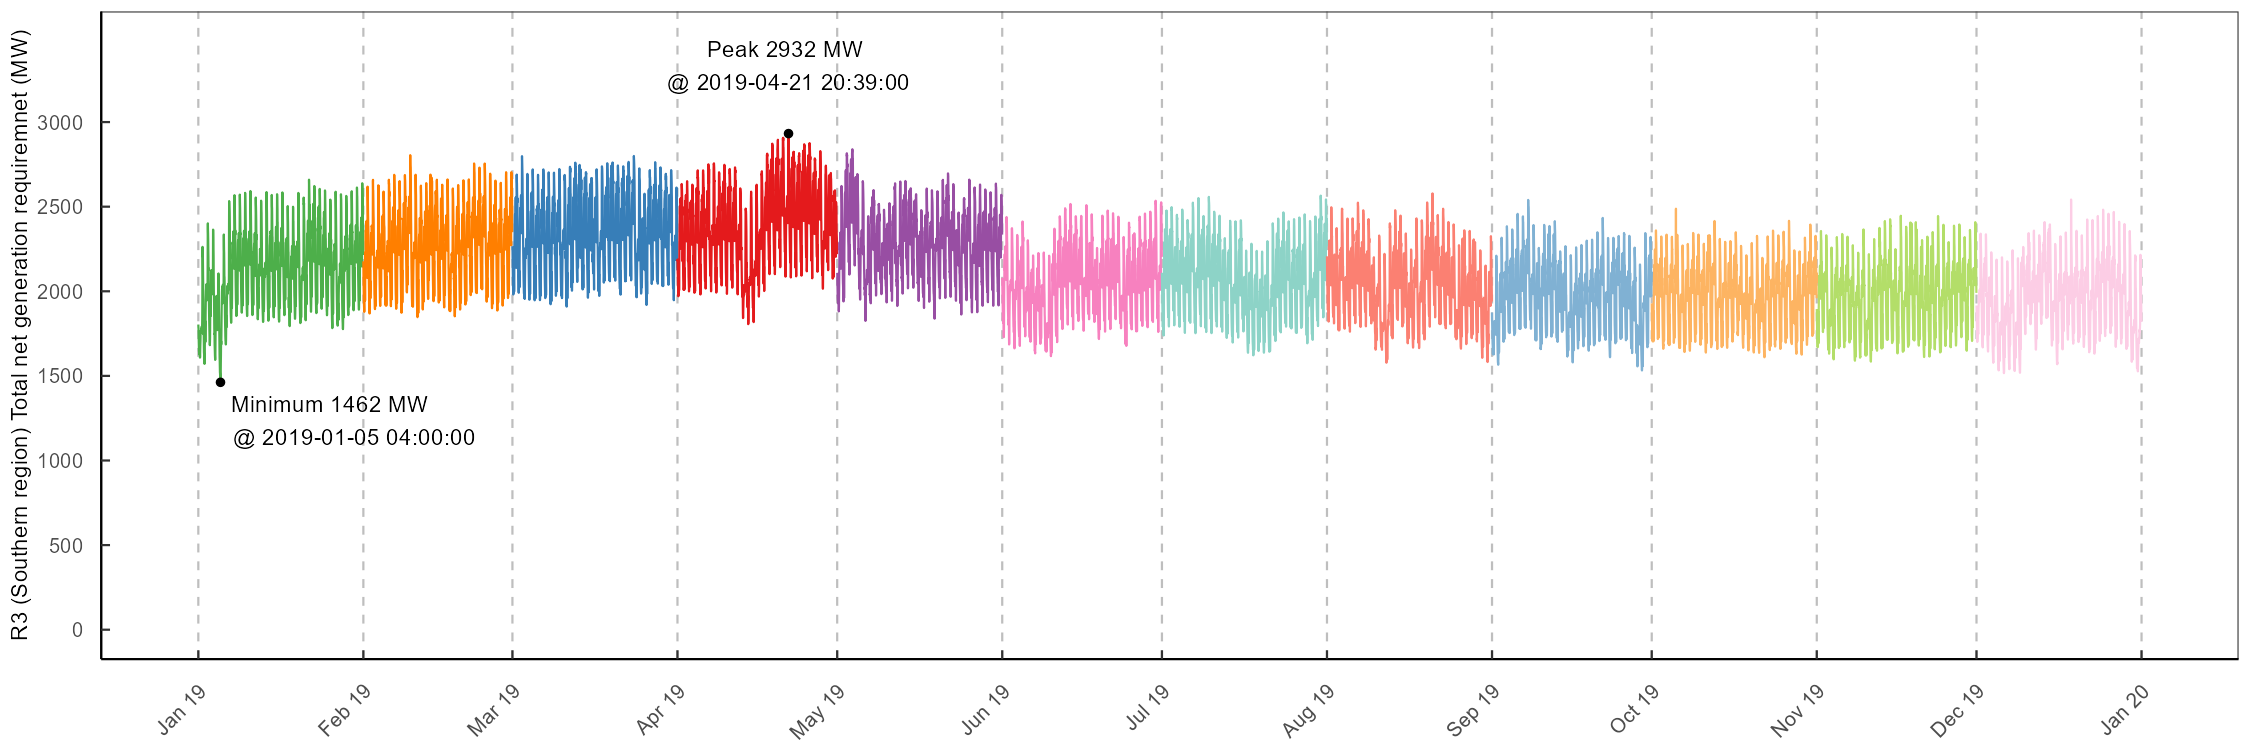 R3 (Southern region) Total net generation requiremnet (MW)
Peak 2932 MW
@ 2019-04-21 20:39:00
3000
2500
2000
1500
Minimum 1462 MW
@ 2019-01-05 04:00:00
1000
500
0
Jan 19
Feb 19
Mar 19
Apr 19
May 19
Jun 19
Jul 19
Aug 19
Sep 19
Oct 19
Nov 19
Dec 19
Jan 20